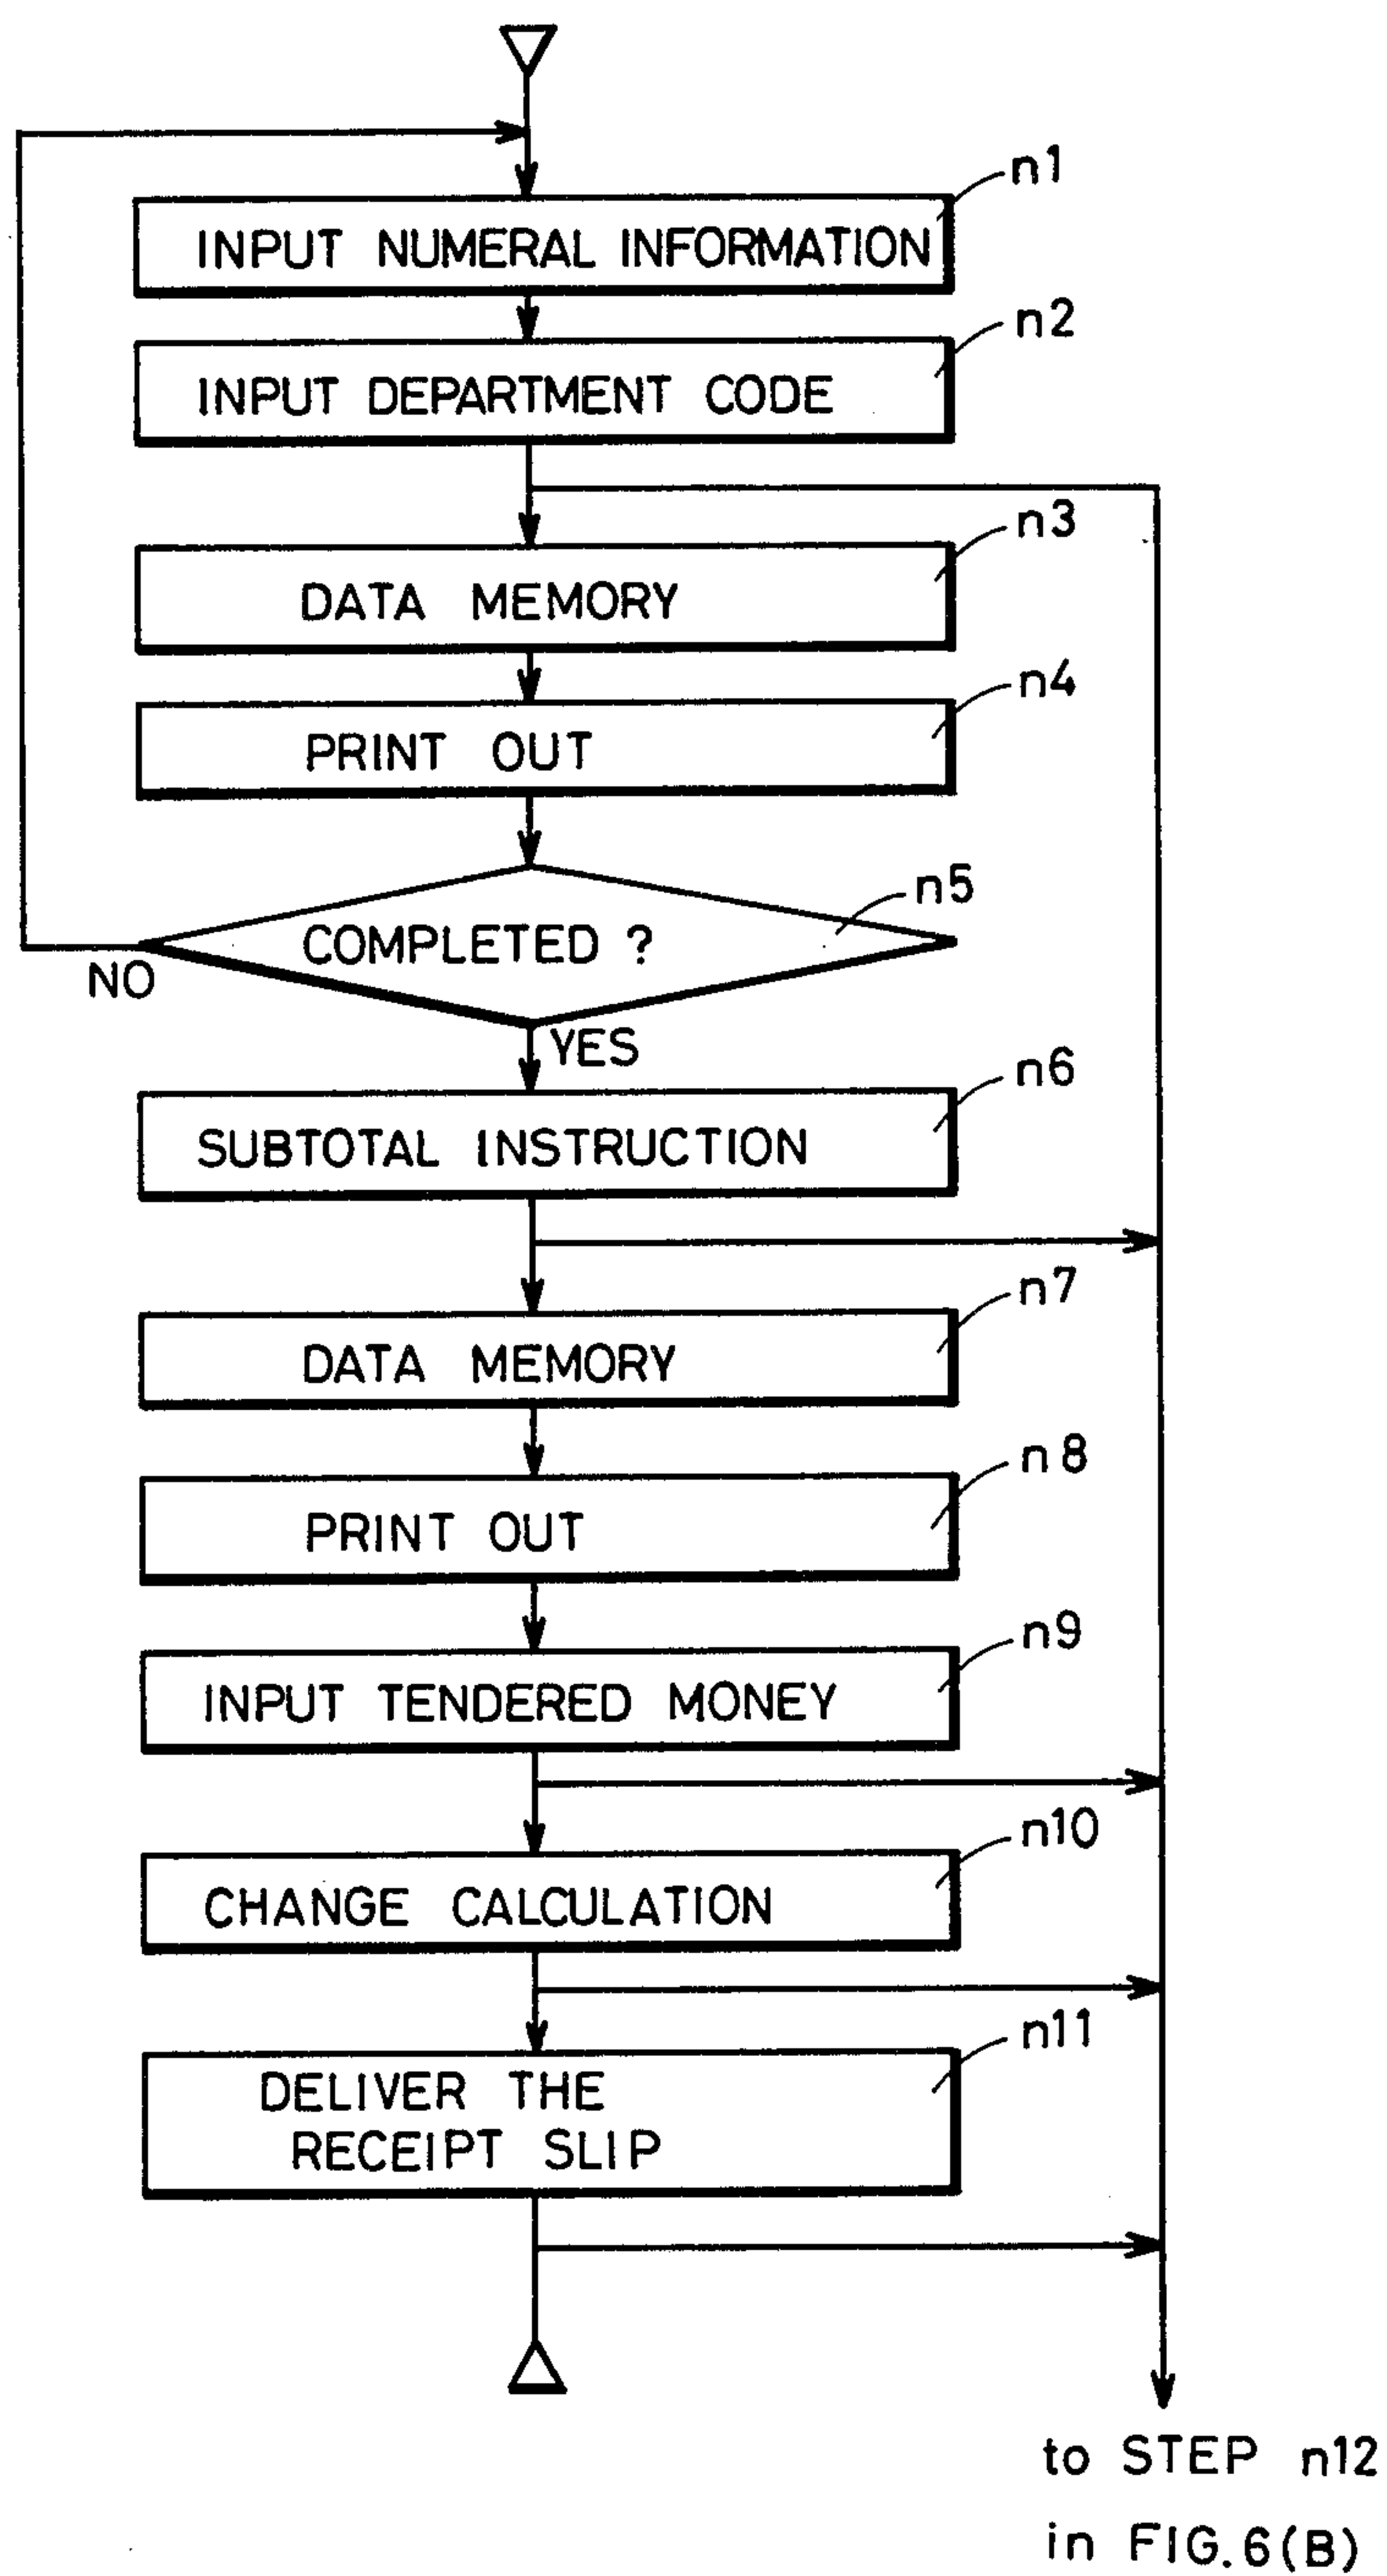 n1
INPUT NUMERAL INFORMATION
n2
INPUT DEPARTMENT CODE
n3
DATA MEMORY
n4
PRINT OUT
n5
COMPLETED ?
NO
YES
n6
SUBTOTAL INSTRUCTION
n7
DATA MEMORY
n8
PRINT OUT
n9
INPUT TENDERED MONEY
n10
CHANGE CALCULATION
n11
DELIVER THE
RECEIPT SLIP
to STEP n12
in FIG.6(B)